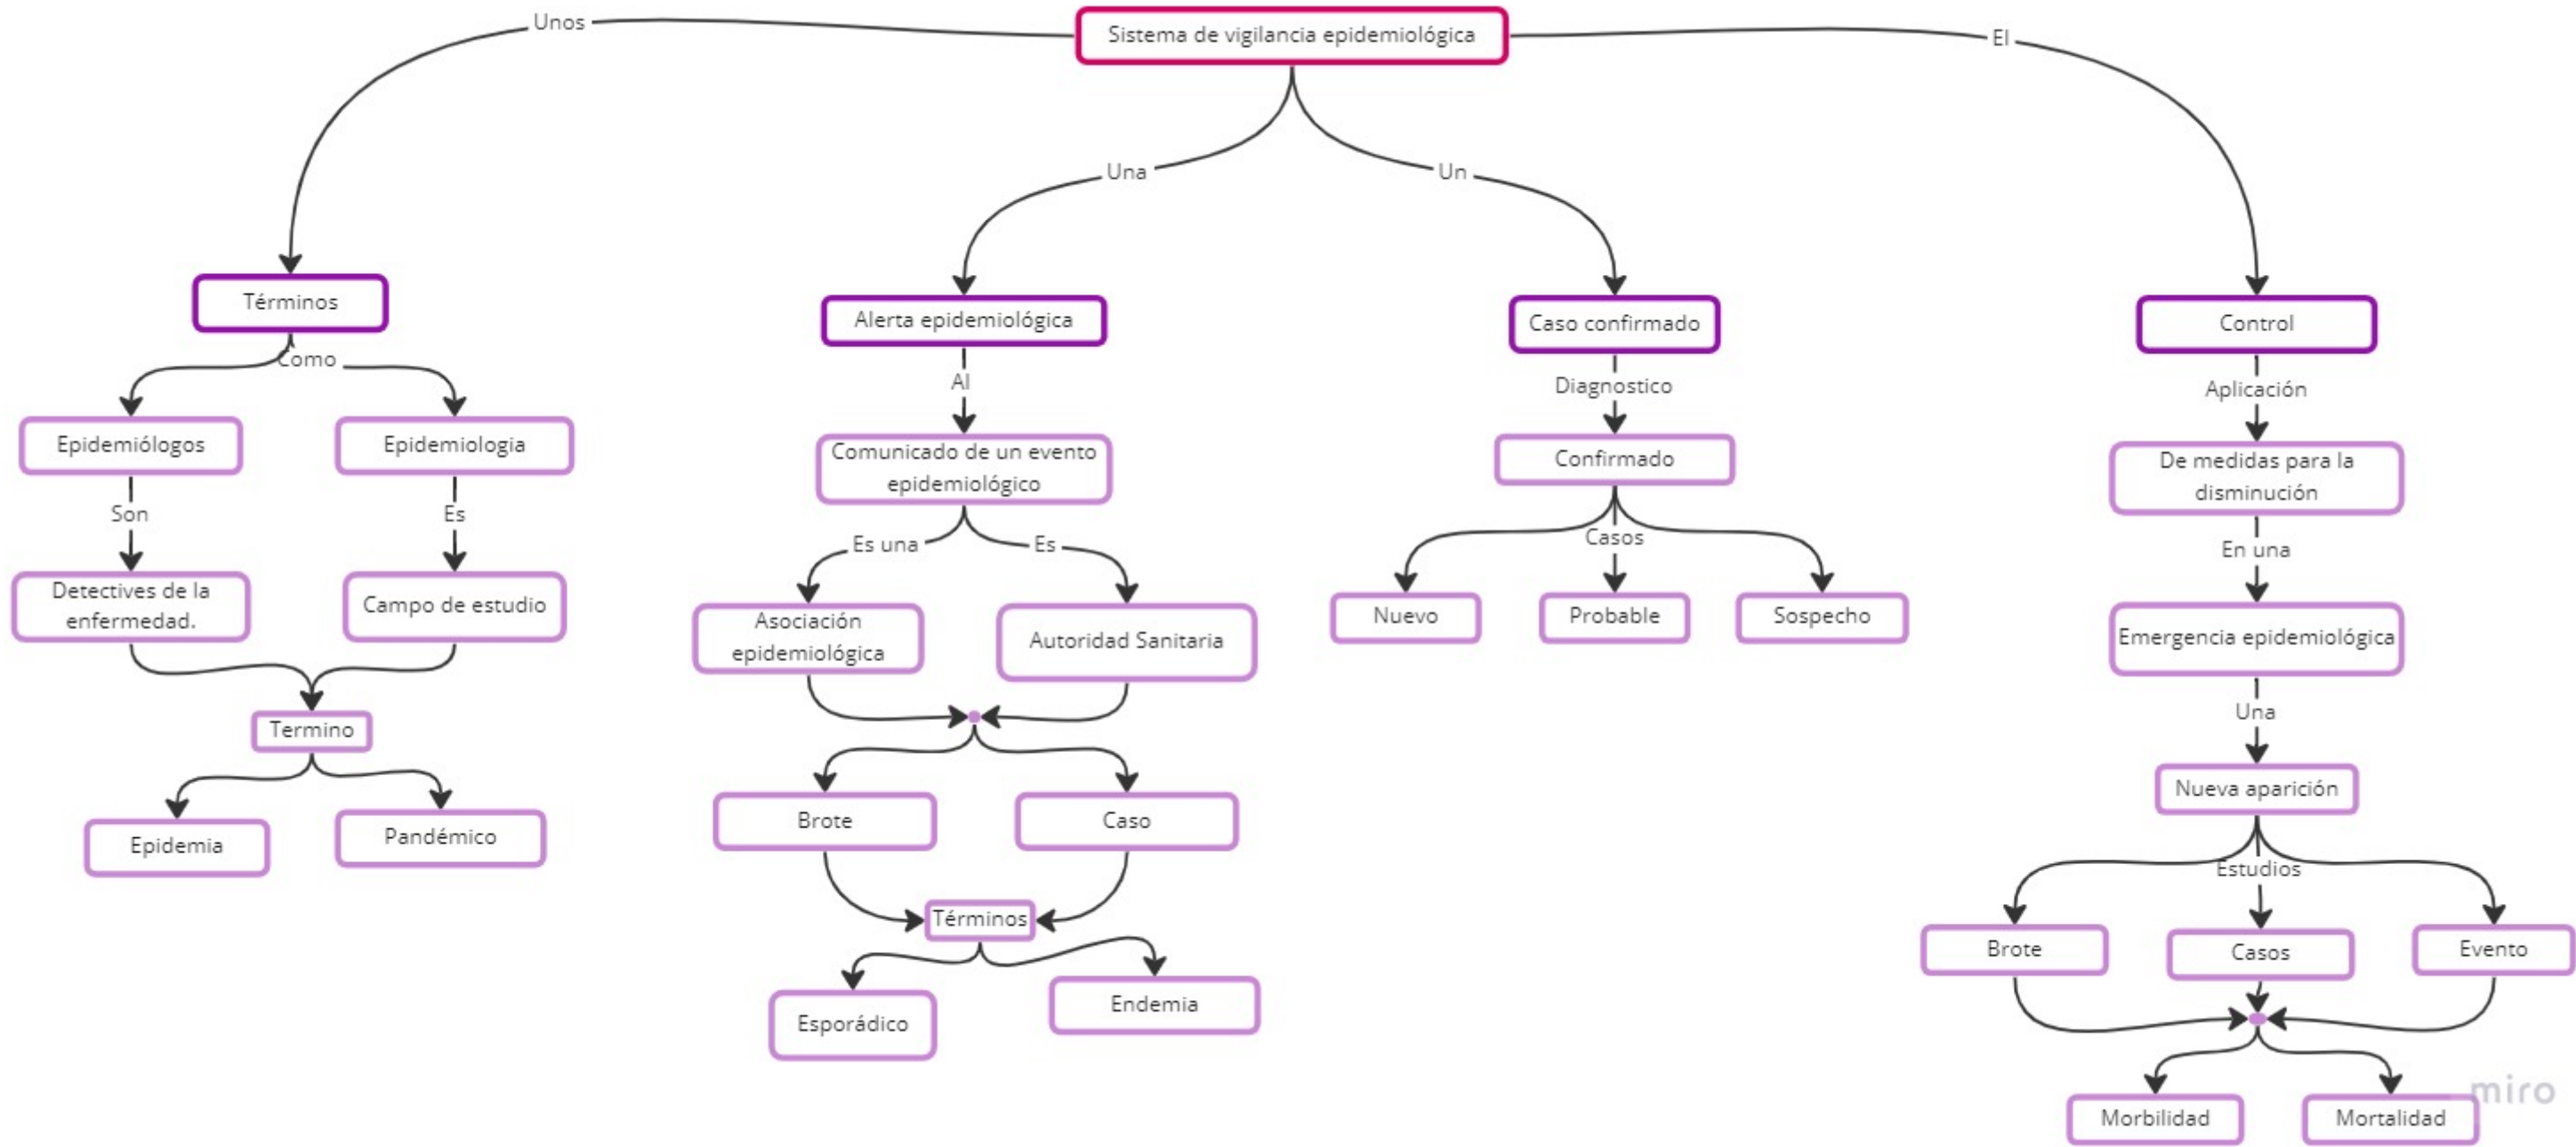 Sistema de vigilancia epidemiológica
Unos
El
Una
Un
Términos
Como
Epidemiólogos
Epidemiologia
Son
Es
Detectives de la
enfermedad.
Campo de estudio
Termino
Epidemia
Pandémico
Alerta epidemiológica
Al
Comunicado de un evento
epidemiológico
Es una
Es
Asociación
epidemiológica
Autoridad Sanitaria
Brote
Caso
Términos
Esporádico
Endemia
Caso confirmado
Diagnostico
Confirmado
Casos
Nuevo
Probable
Sospecho
Control
Aplicación
De medidas para la
disminución
En una
Emergencia epidemiológica
Una
Nueva aparición
Estudios
Brote
Casos
Evento
Morbilidad
Mortalidad
miro